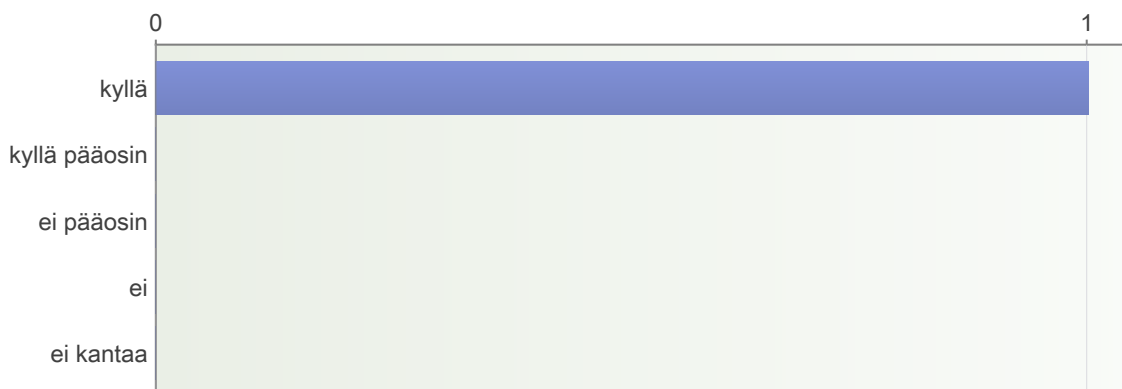 0 1
kyllä
kyllä pääosin
ei pääosin
ei
ei kantaa